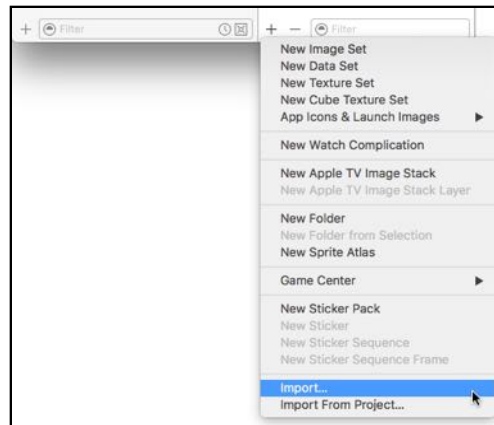 + Filter + − Filter
New Image Set
New Data Set
New Texture Set
New Cube Texture Set
App Icons & Launch Images
New Watch Complication
New Apple TV Image Stack
New Apple TV Image Stack Layer
New Folder
New Folder from Selection
New Sprite Atlas
Game Center
New Sticker Pack
New Sticker
New Sticker Sequence
New Sticker Sequence Frame
Import...
Import From Project...